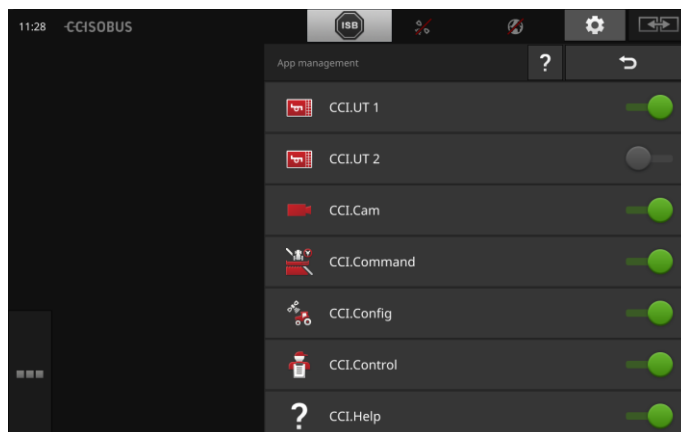 11:28 CCISOBUS ISB
App management ?
CCI.UT 1
CCI.UT 2
CCI.Cam
CCI.Command
CCI.Config
CCI.Control
? CCI.Help